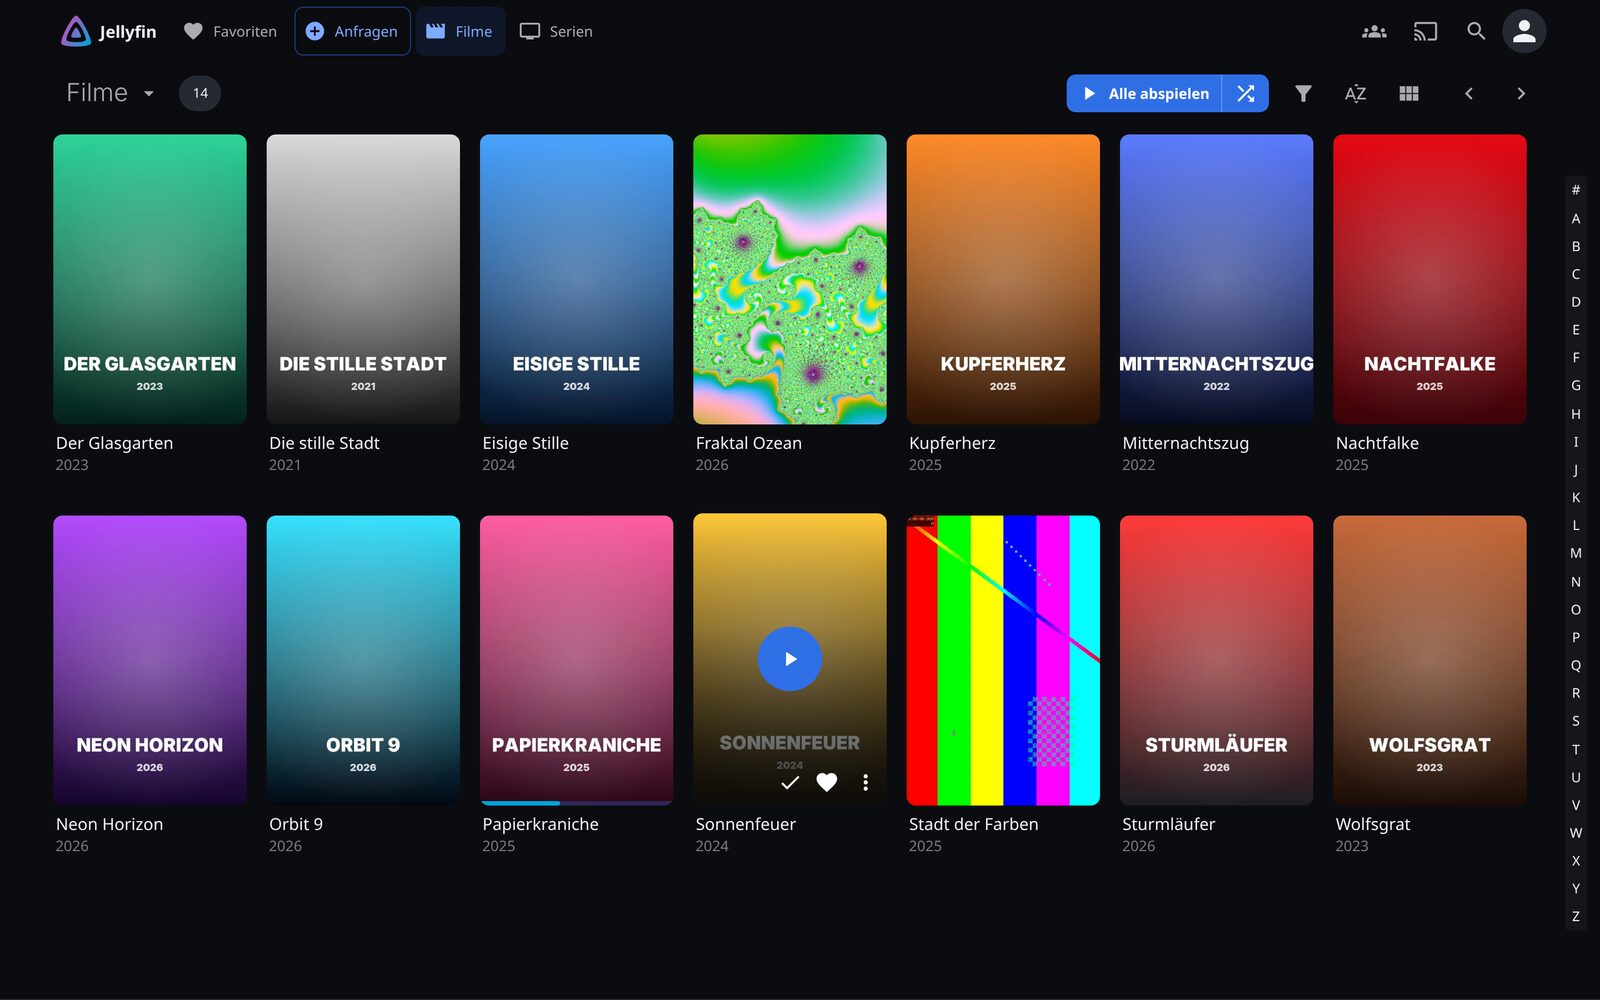 Jellyfin
Favoriten
Anfragen
Filme
Serien
Filme
14
Alle abspielen
AZ
DER GLASGARTEN
2023
DIE STILLE STADT
2021
EISIGE STILLE
2024
KUPFERHERZ
2025
MITTERNACHTSZUG
2022
NACHTFALKE
2025
Der Glasgarten
2023
Die stille Stadt
2021
Eisige Stille
2024
Fraktal Ozean
2026
Kupferherz
2025
Mitternachtszug
2022
Nachtfalke
2025
NEON HORIZON
2026
ORBIT 9
2026
PAPIERKRANICHE
2025
SONNENFEUER
2024
STURMLÄUFER
2026
WOLFSGRAT
2023
Neon Horizon
2026
Orbit 9
2026
Papierkraniche
2025
Sonnenfeuer
2024
Stadt der Farben
2025
Sturmläufer
2026
Wolfsgrat
2023
#
A
B
C
D
E
F
G
H
I
J
K
L
M
N
O
P
Q
R
S
T
U
V
W
X
Y
Z